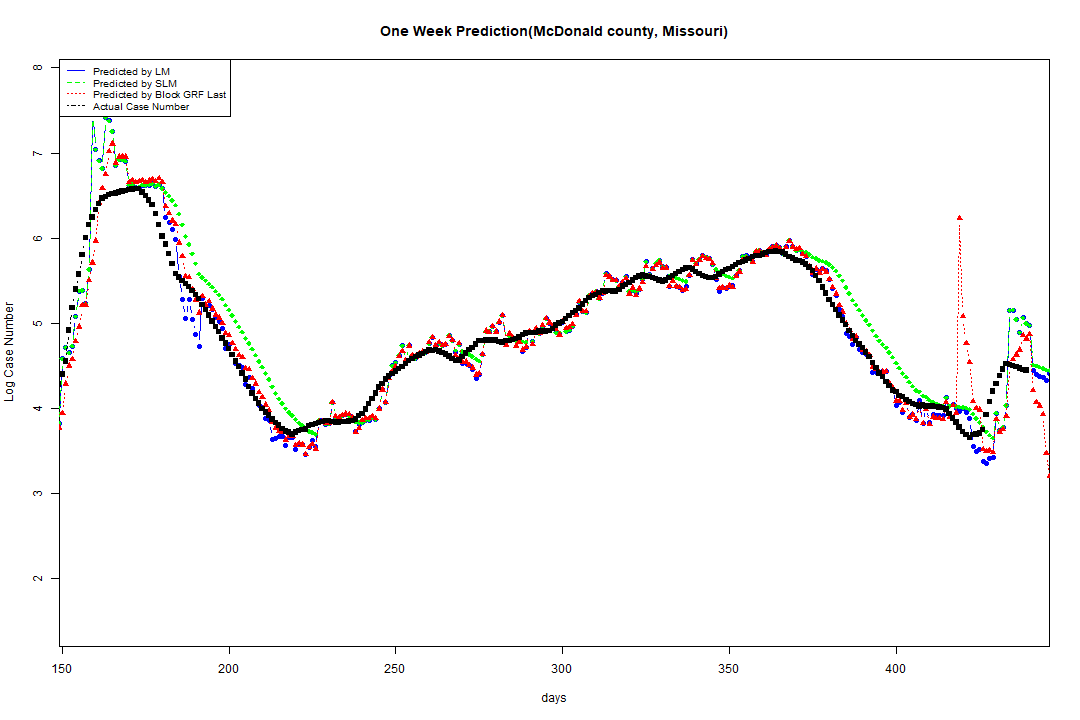 One Week Prediction(McDonald county, Missouri)
Predicted by LM
Predicted by SLM
Predicted by Block GRF Last
Actual Case Number
8
7
6
5
4
3
2
Log Case Number
150 200 250 300 350 400
days